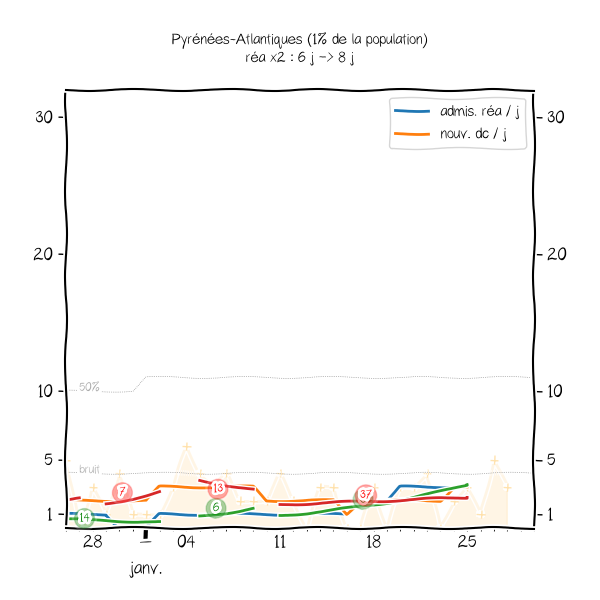 Pyrénées-Atlantiques (1% de la population)
réa x2 : 6 j -> 8 j
admis. réa / j
nouv. dc / j
30 30
20 20
10 50% 10
5 bruit 5
1 14 7 13 6 37 1
28 04 11 18 25
janv.